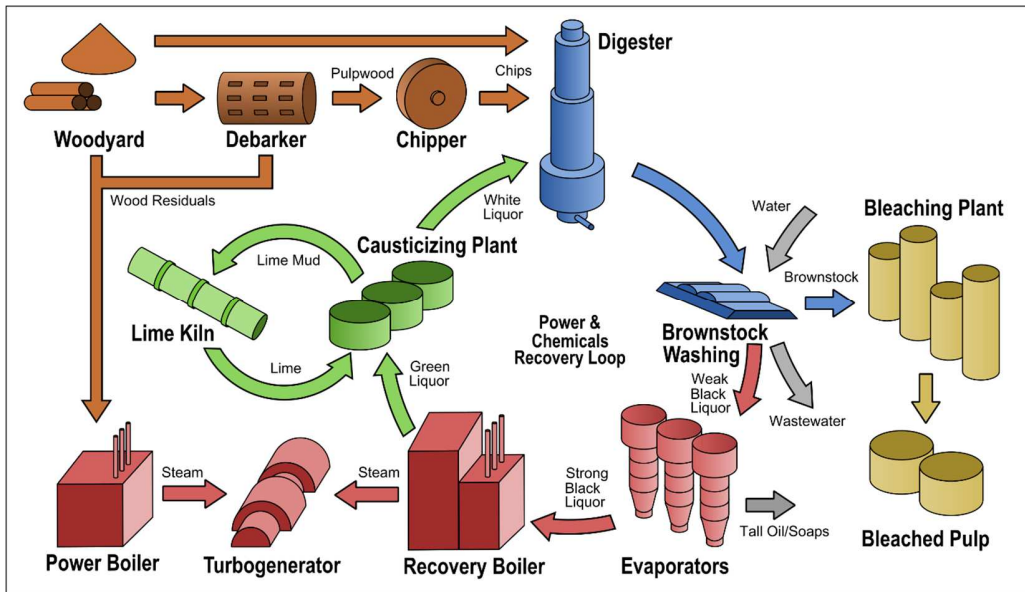 Digester
Pulpwood
Chips
Woodyard
Debarker
Chipper
Wood Residuals
White
Liquor
Water
Bleaching Plant
Causticizing Plant
Lime Mud
Brownstock
Lime Kiln
Power &
Chemicals
Recovery Loop
Brownstock
Washing
Lime
Green
Liquor
Weak
Black
Liquor
Wastewater
Steam
Steam
Strong
Black
Liquor
Tall Oil/Soaps
Bleached Pulp
Power Boiler
Turbogenerator
Recovery Boiler
Evaporators